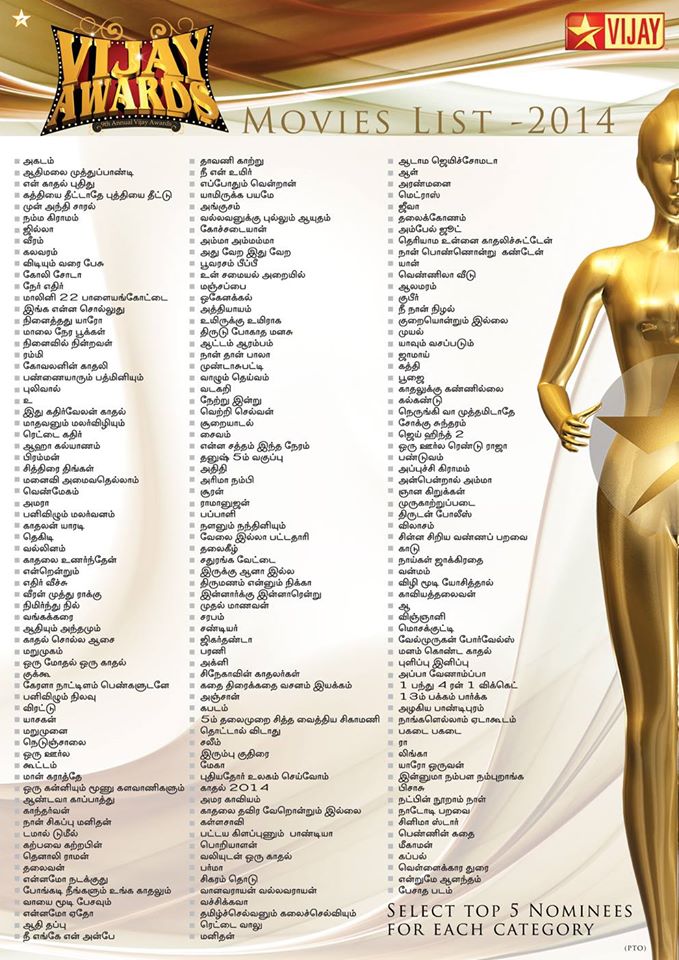 VIJAY
AWARDS
9th Annual Vijay Awards
VIJAY
MOVIES LIST -2014
அகடம்
ஆதிமலை முத்துப்பாண்டி
என் காதல் புதிது
கத்தியை தீட்டாதே புத்தியை தீட்டு
முன் அந்தி சாரல்
நம்ம கிராமம்
ஜில்லா
வீரம்
கலவரம்
விடியும் வரை பேசு
கோலி சோடா
நேர் எதிர்
மாலினி 22 பாளையங்கோட்டை
இங்க என்ன சொல்லுது
நினைத்தது யாரோ
மாலை நேர பூக்கள்
நினைவில் நின்றவள்
ரம்மி
கோவலனின் காதலி
பண்ணையாரும் பத்மினியும்
புலிவால்
உ
இது கதிர்வேலன் காதல்
மாதவனும் மலர்விழியும்
ரெட்டை கதிர்
ஆஹா கல்யாணம்
பிரம்மன்
சித்திரை திங்கள்
மனைவி அமைவதெல்லாம்
வெண்மேகம்
அமரா
பனிவிழும் மலர்வனம்
காதலன் யாரடி
தெகிடி
வல்லினம்
காதலை உணர்ந்தேன்
என்றென்றும்
எதிர் வீச்சு
வீரன் முத்து ராக்கு
நிமிர்ந்து நில்
வங்கக்கரை
ஆதியும் அந்தமும்
காதல் சொல்ல ஆசை
மறுமுகம்
ஒரு மோதல் ஒரு காதல்
குக்கூ
கேரளா நாட்டிளம் பெண்களுடனே
பனிவிழும் நிலவு
விரட்டு
யாசகன்
மறுமுனை
நெடுஞ்சாலை
ஒரு ஊர்ல
கூட்டம்
மான் கராத்தே
ஒரு கன்னியும் மூணு களவாணிகளும்
ஆண்டவா காப்பாத்து
காந்தர்வன்
நான் சிகப்பு மனிதன்
டமால் டுமீல்
கற்பவை கற்றபின்
தெனாலி ராமன்
தலைவன்
என்னமோ நடக்குது
போங்கடி நீங்களும் உங்க காதலும்
வாயை மூடி பேசவும்
என்னமோ ஏதோ
ஆதி தப்பு
நீ எங்கே என் அன்பே
தாவணி காற்று
நீ என் உயிர்
எப்போதும் வென்றான்
யாமிருக்க பயமே
அங்குசம்
வல்லவனுக்கு புல்லும் ஆயுதம்
கோச்சடையான்
அம்மா அம்மம்மா
அது வேற இது வேற
பூவரசம் பீப்பீ
உன் சமையல் அறையில்
மஞ்சப்பை
ஒகேனக்கல்
அத்தியாயம்
உயிருக்கு உயிராக
திருடு போகாத மனசு
ஆட்டம் ஆரம்பம்
நான் தான் பாலா
முண்டாசுபட்டி
வாழும் தெய்வம்
வடகறி
நேற்று இன்று
வெற்றி செல்வன்
சூறையாடல்
சைவம்
என்ன சத்தம் இந்த நேரம்
தனுஷ் 5ம் வகுப்பு
அதிதி
அரிமா நம்பி
சூரன்
ராமானுஜன்
பப்பாளி
நளனும் நந்தினியும்
வேலை இல்லா பட்டதாரி
தலைகீழ்
சதுரங்க வேட்டை
இருக்கு ஆனா இல்ல
திருமணம் என்னும் நிக்கா
இன்னார்க்கு இன்னாரென்று
முதல் மாணவன்
சரபம்
சண்டியர்
ஜிகர்தண்டா
பரணி
அக்னி
சிநேகாவின் காதலர்கள்
கதை திரைக்கதை வசனம் இயக்கம்
அஞ்சான்
கபடம்
5ம் தலைமுறை சித்த வைத்திய சிகாமணி
தொட்டால் விடாது
சலீம்
இரும்பு குதிரை
மேகா
புதியதோர் உலகம் செய்வோம்
காதல் 2014
அமர காவியம்
காதலை தவிர வேறொன்றும் இல்லை
கள்ளசாவி
பட்டய கிளப்பணும் பாண்டியா
பொறியாளன்
வலியுடன் ஒரு காதல்
பர்மா
சிகரம் தொடு
வானவராயன் வல்லவராயன்
வச்சிக்கவா
தமிழ்செல்வனும் கலைச்செல்வியும்
ரெட்டை வாலு
மனிதன்
ஆடாம ஜெயிச்சோமடா
ஆள்
அரண்மனை
மெட்ராஸ்
ஜீவா
தலைக்கோணம்
அம்பேல் ஜூட்
தெரியாம உன்னை காதலிச்சுட்டேன்
நான் பொண்ணொன்று கண்டேன்
யான்
வெண்ணிலா வீடு
ஆலமரம்
குபீர்
நீ நான் நிழல்
குறையொன்றும் இல்லை
முயல்
யாவும் வசப்படும்
ஜாமாய்
கத்தி
பூஜை
காதலுக்கு கண்ணில்லை
கல்கண்டு
நெருங்கி வா முத்தமிடாதே
சோக்கு சுந்தரம்
ஜெய் ஹிந்த் 2
ஒரு ஊர்ல ரெண்டு ராஜா
பண்டுவம்
அப்புச்சி கிராமம்
அன்பென்றால் அம்மா
ஞான கிறுக்கன்
முருகாற்றுப்படை
திருடன் போலீஸ்
விலாசம்
சின்ன சிறிய வண்ணப் பறவை
காடு
நாய்கள் ஜாக்கிரதை
வன்மம்
விழி மூடி யோசித்தால்
காவியத்தலைவன்
ஆ
விஞ்ஞானி
மொசக்குட்டி
வேல்முருகன் போர்வேல்ஸ்
மனம் கொண்ட காதல்
புளிப்பு இனிப்பு
அப்பா வேணாம்ப்பா
1 பந்து 4 ரன் 1 விக்கெட்
13ம் பக்கம் பார்க்க
அழகிய பாண்டிபுரம்
நாங்களெல்லாம் ஏடாகூடம்
பகடை பகடை
ரா
லிங்கா
யாரோ ஒருவன்
இன்னுமா நம்பள நம்புறாங்க
பிசாசு
நட்பின் நூறாம் நாள்
நாடோடி பறவை
சினிமா ஸ்டார்
பெண்ணின் கதை
மீகாமன்
கப்பல்
வெள்ளைக்கார துரை
என்றுமே ஆனந்தம்
பேசாத படம்
SELECT TOP 5 NOMINEES
FOR EACH CATEGORY
(PTO)